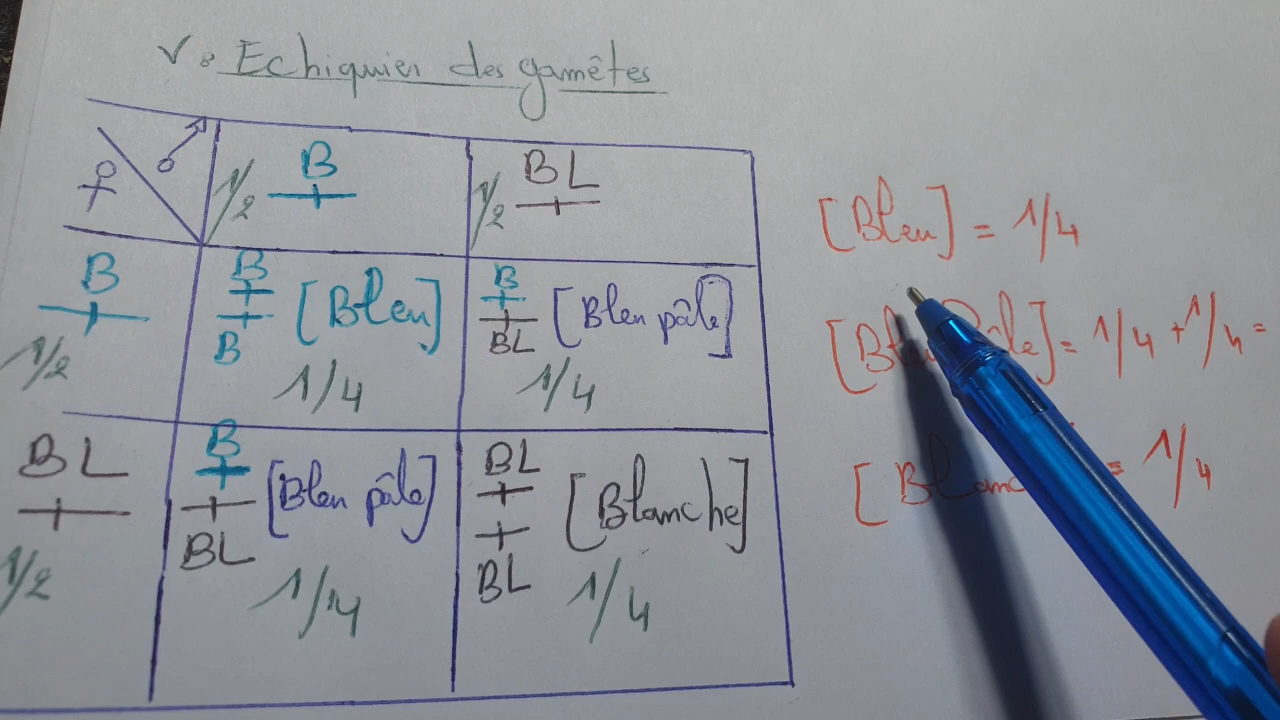 V: Echiquier des gamêtes
♀ ♂ 1/2 B 1/2 BL
B 1/2
B B [Bleu] 1/4
B BL [Bleu pâle] 1/4
BL 1/2
B BL [Bleu pâle] 1/4
BL BL [Blanche] 1/4
[Bleu] = 1/4
= 1/4 + 1/4 =
= 1/4